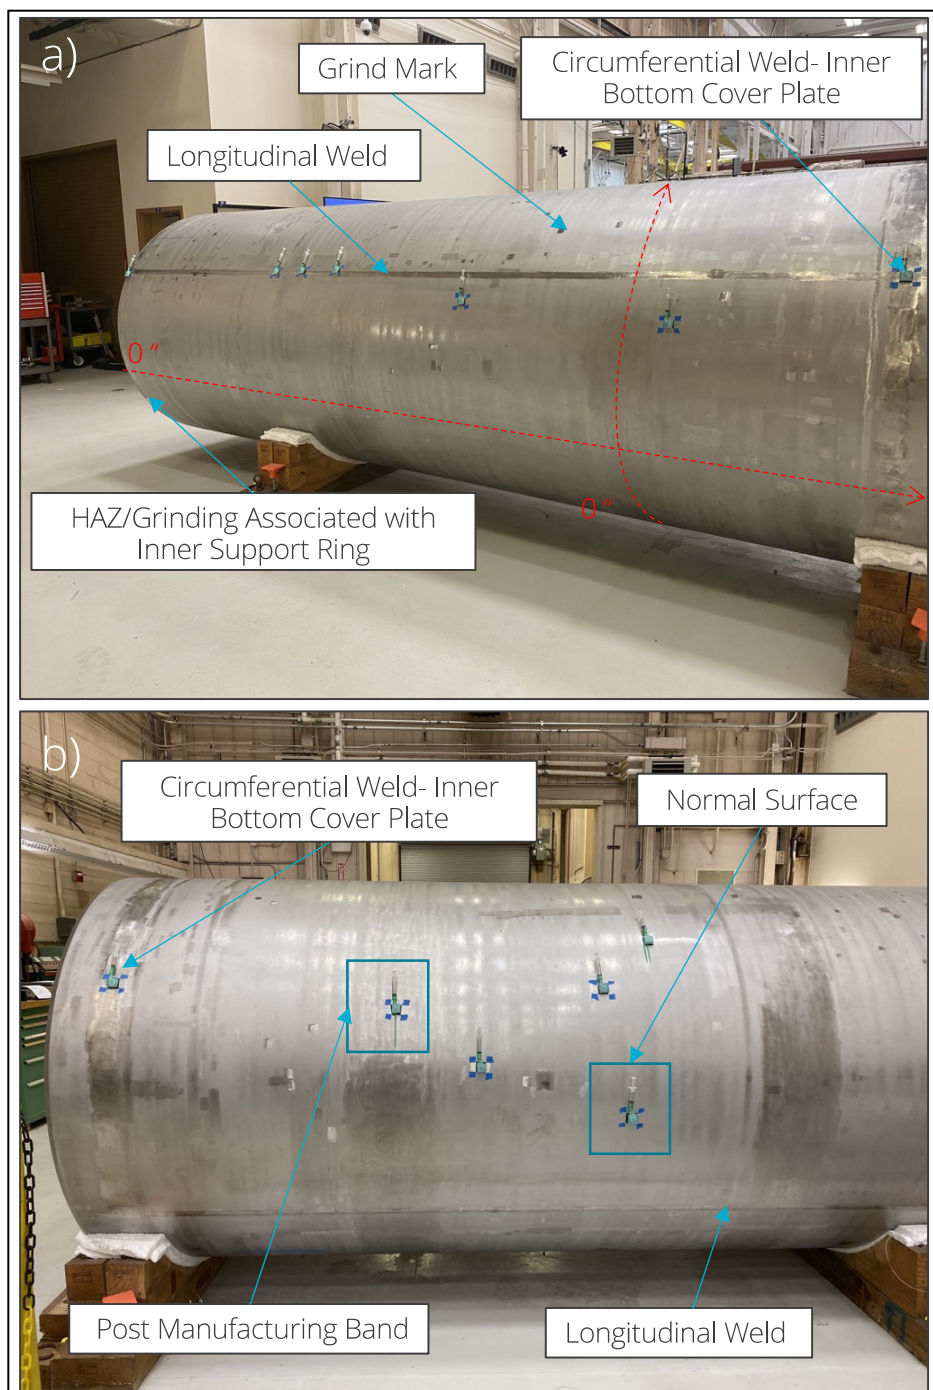 a)
Grind Mark
Circumferential Weld- Inner
Bottom Cover Plate
Longitudinal Weld
0 “
0 “
HAZ/Grinding Associated with
Inner Support Ring
b)
Circumferential Weld- Inner
Bottom Cover Plate
Normal Surface
Post Manufacturing Band
Longitudinal Weld